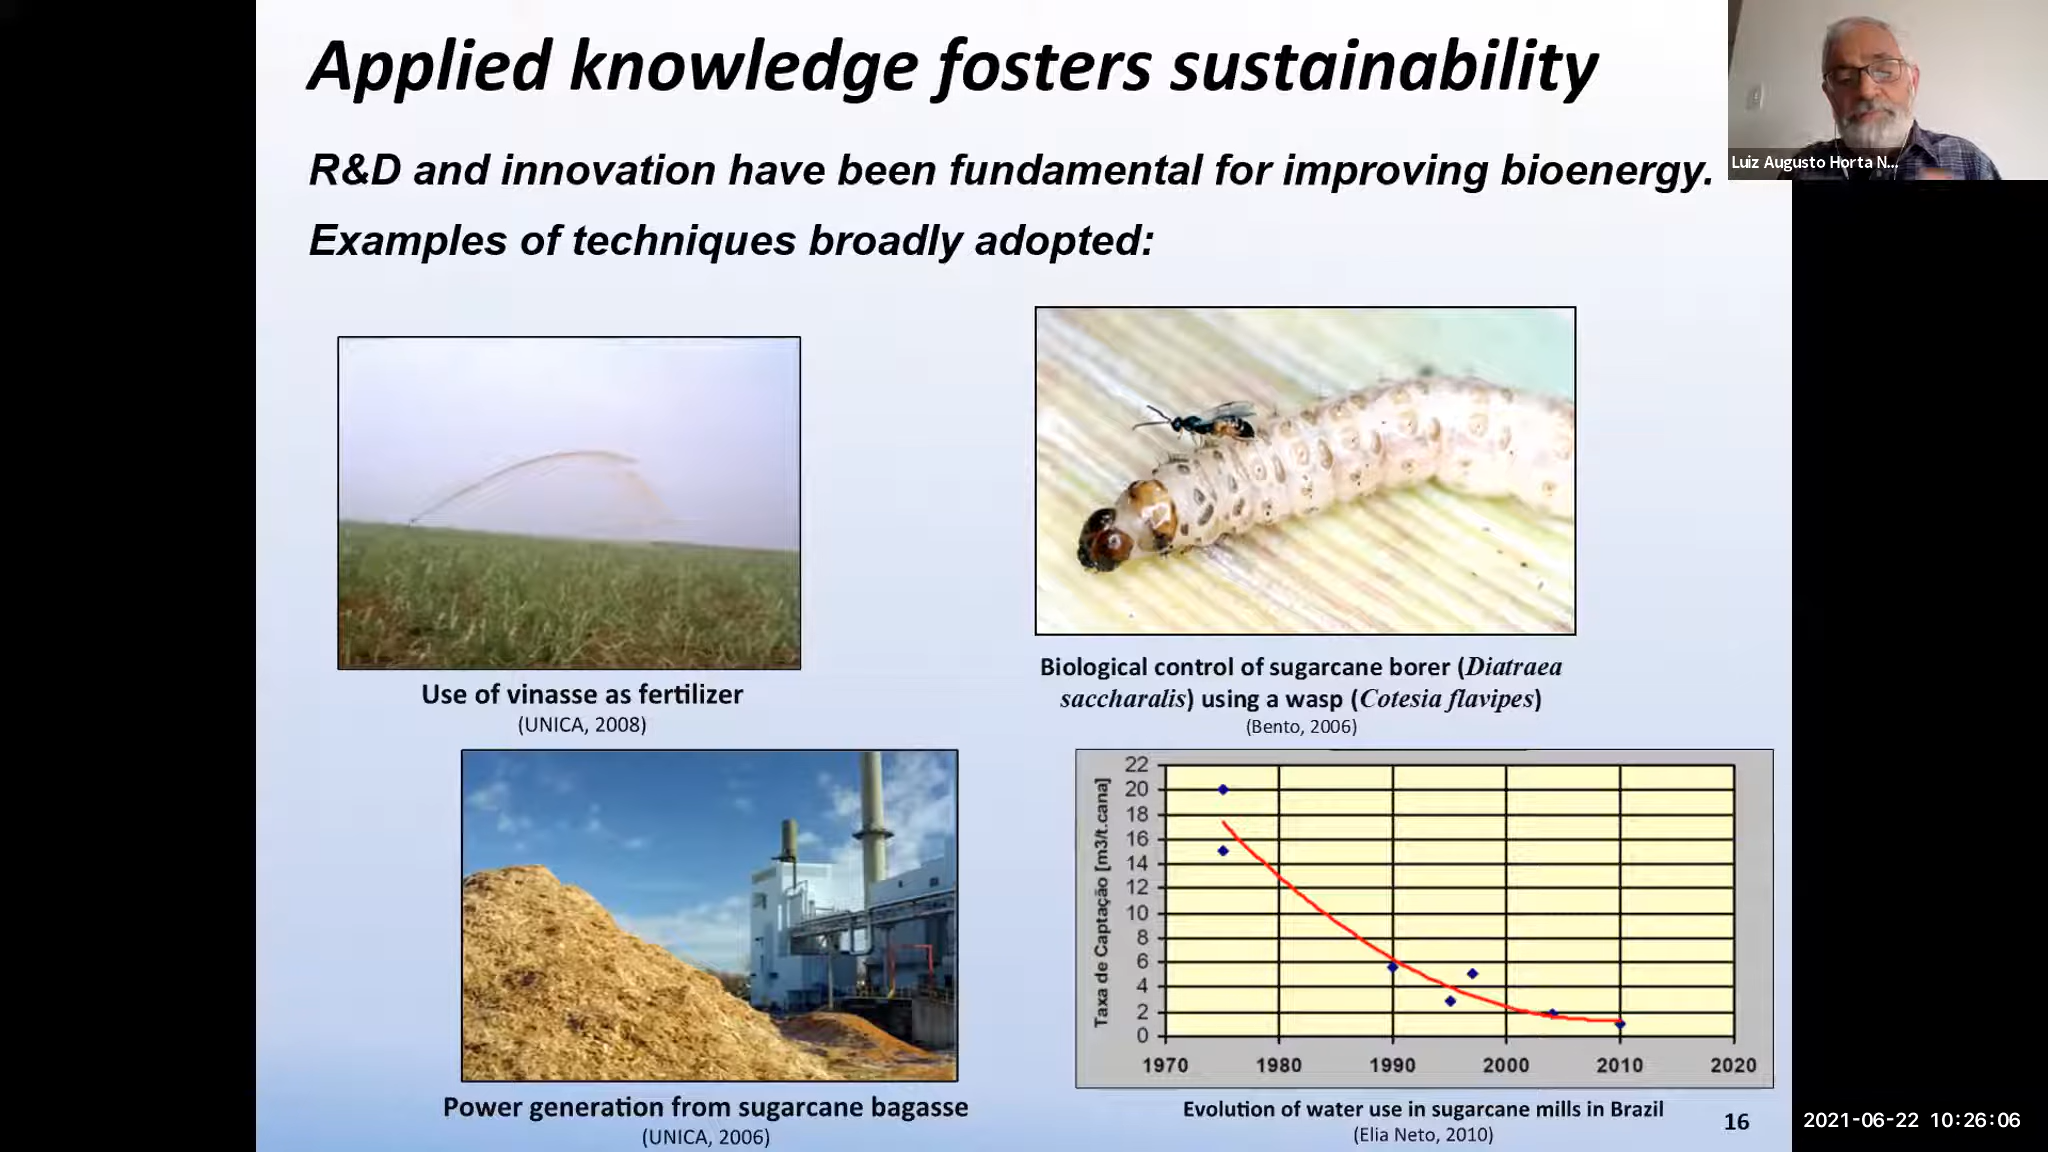 Applied knowledge fosters sustainability
R&D and innovation have been fundamental for improving bioenergy.
Examples of techniques broadly adopted:
Luiz Augusto Horta N...
Use of vinasse as fertilizer
(UNICA, 2008)
Biological control of sugarcane borer (Diatraea
saccharalis) using a wasp (Cotesia flavipes)
(Bento, 2006)
Power generation from sugarcane bagasse
(UNICA, 2006)
Taxa de Captação [m3/t.cana]
22
20
18
16
14
12
10
8
6
4
2
0
1970 1980 1990 2000 2010 2020
Evolution of water use in sugarcane mills in Brazil
(Elia Neto, 2010)
16
2021-06-22 10:26:06